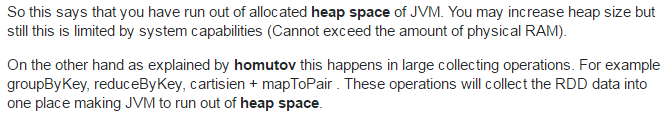 So this says that you have run out of allocated heap space of JVM. You may increase heap size but
still this is limited by system capabilities (Cannot exceed the amount of physical RAM).
On the other hand as explained by homutov this happens in large collecting operations. For example
groupByKey, reduceByKey, cartisien + mapToPair . These operations will collect the RDD data into
one place making JVM to run out of heap space.